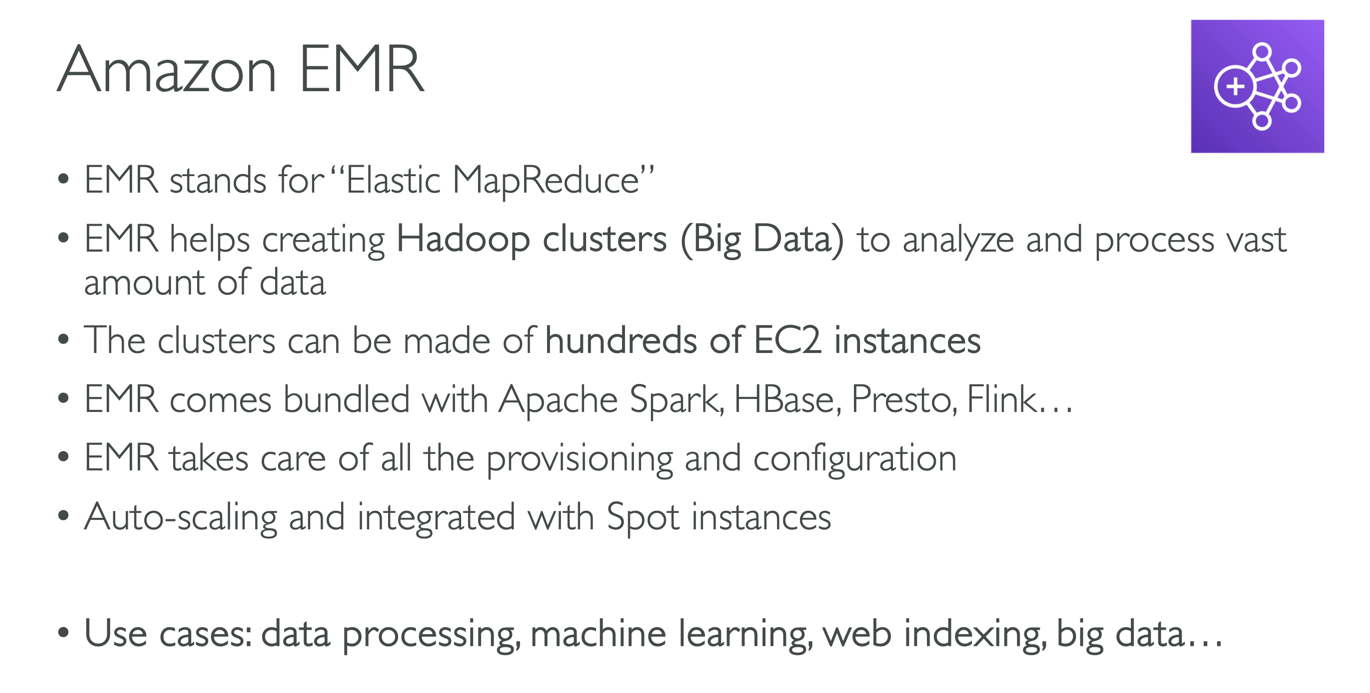 Amazon EMR
• EMR stands for “Elastic MapReduce”
• EMR helps creating Hadoop clusters (Big Data) to analyze and process vast
amount of data
• The clusters can be made of hundreds of EC2 instances
• EMR comes bundled with Apache Spark, HBase, Presto, Flink…
• EMR takes care of all the provisioning and configuration
• Auto-scaling and integrated with Spot instances
• Use cases: data processing, machine learning, web indexing, big data…